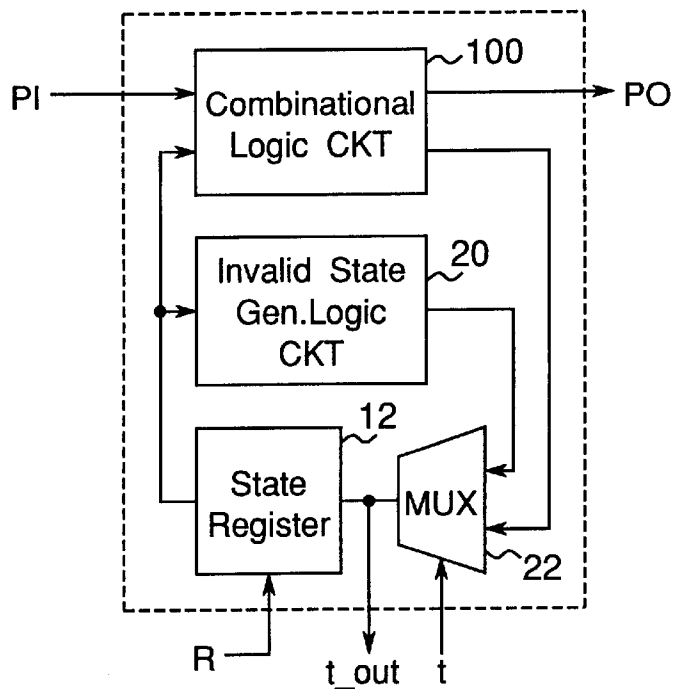 100
PI
Combinational
Logic CKT
PO
20
Invalid State
Gen.Logic
CKT
12
State
Register
MUX
22
R
t_out
t